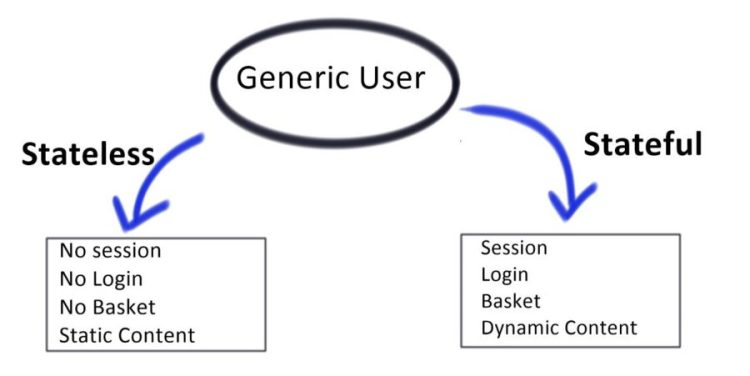 Generic User
Stateless
Stateful
No session
No Login
No Basket
Static Content
Session
Login
Basket
Dynamic Content